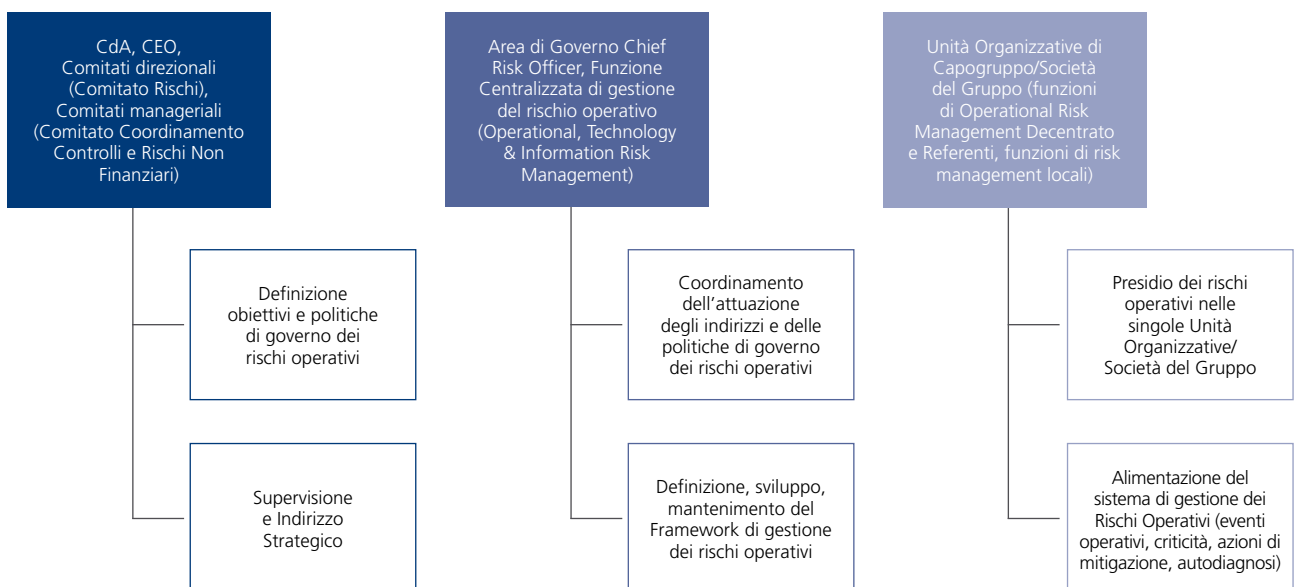 CdA, CEO,
Comitati direzionali
(Comitato Rischi),
Comitati manageriali
(Comitato Coordinamento
Controlli e Rischi Non
Finanziari)
Definizione
obiettivi e politiche
di governo dei
rischi operativi
Supervisione
e Indirizzo
Strategico
Area di Governo Chief
Risk Officer, Funzione
Centralizzata di gestione
del rischio operativo
(Operational, Technology
& Information Risk
Management)
Coordinamento
dell’attuazione
degli indirizzi e delle
politiche di governo
dei rischi operativi
Definizione, sviluppo,
mantenimento del
Framework di gestione
dei rischi operativi
Unità Organizzative di
Capogruppo/Società
del Gruppo (funzioni
di Operational Risk
Management Decentrato
e Referenti, funzioni di risk
management locali)
Presidio dei rischi
operativi nelle
singole Unità
Organizzative/
Società del Gruppo
Alimentazione del
sistema di gestione dei
Rischi Operativi (eventi
operativi, criticità, azioni di
mitigazione, autodiagnosi)